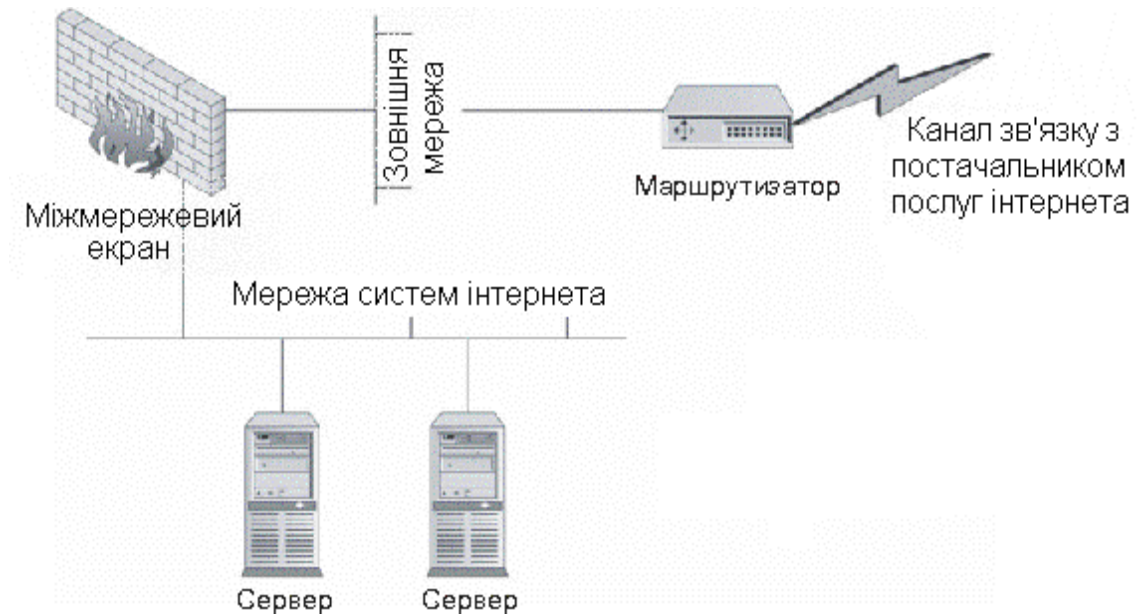 Зовнішня
мережа
Канал зв'язку з
постачальником
послуг інтернета
Маршрутизатор
Міжмережевий
екран
Мережа систем інтернета
Сервер
Сервер